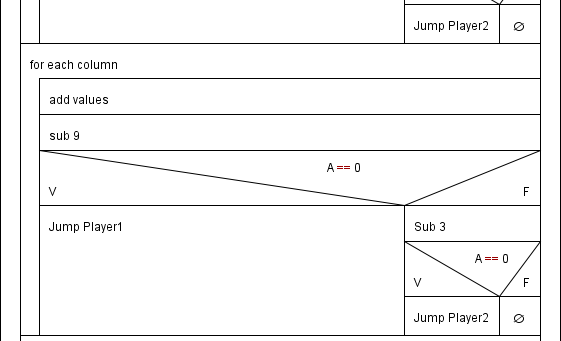 Jump Player2 ∅
for each column
add values
sub 9
A == 0
V F
Jump Player1 Sub 3
A == 0
V F
Jump Player2 ∅